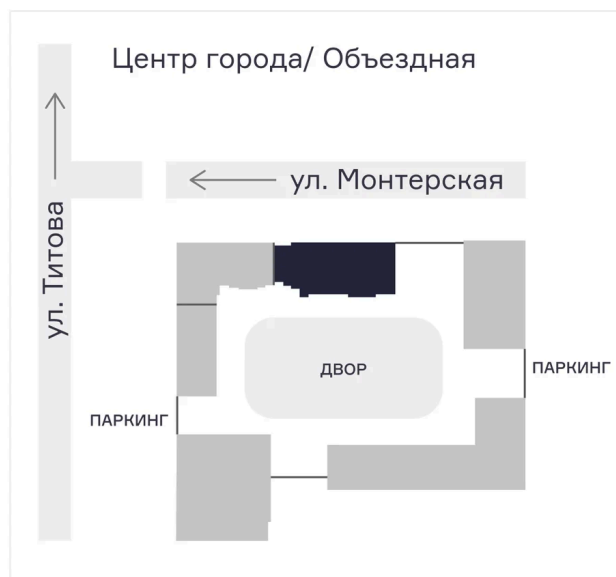 Центр города/ Объездная
ул. Монтерская
ул. Титова
ДВОР
ПАРКИНГ
ПАРКИНГ